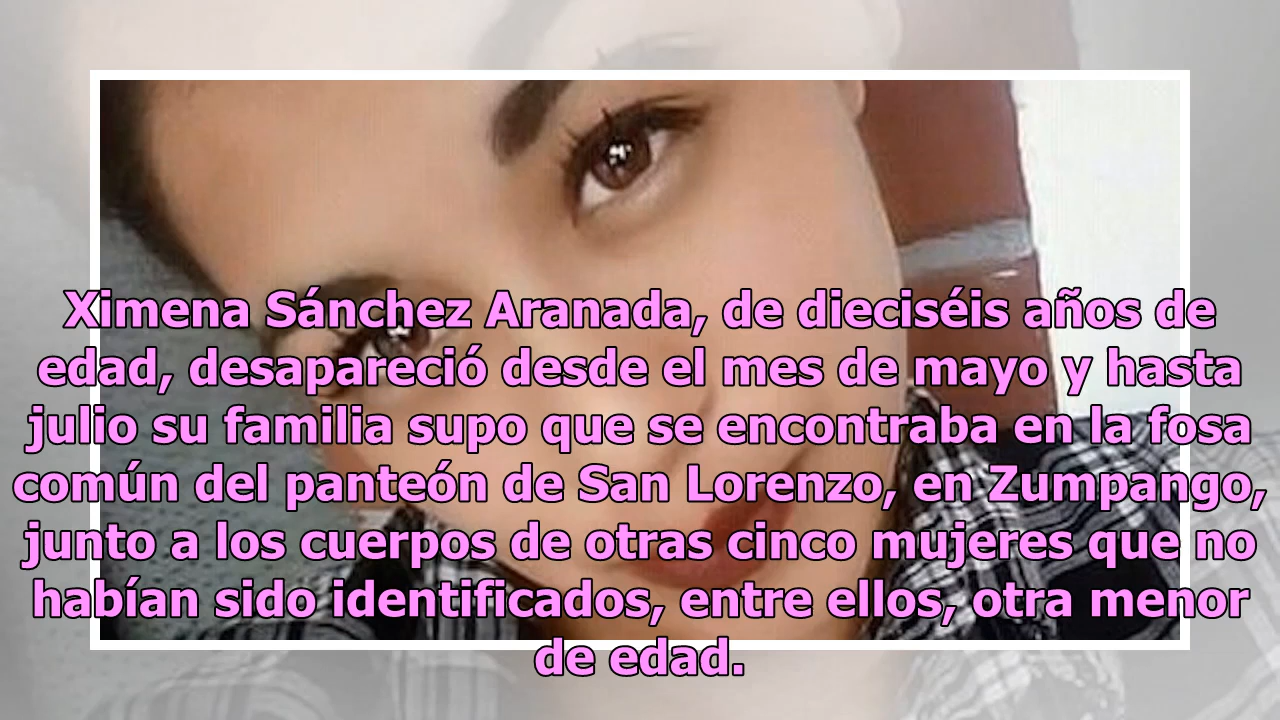 Ximena Sánchez Aranada, de dieciséis años de
edad, desapareció desde el mes de mayo y hasta
julio su familia supo que se encontraba en la fosa
común del panteón de San Lorenzo, en Zumpango,
junto a los cuerpos de otras cinco mujeres que no
habían sido identificados, entre ellos, otra menor
de edad.